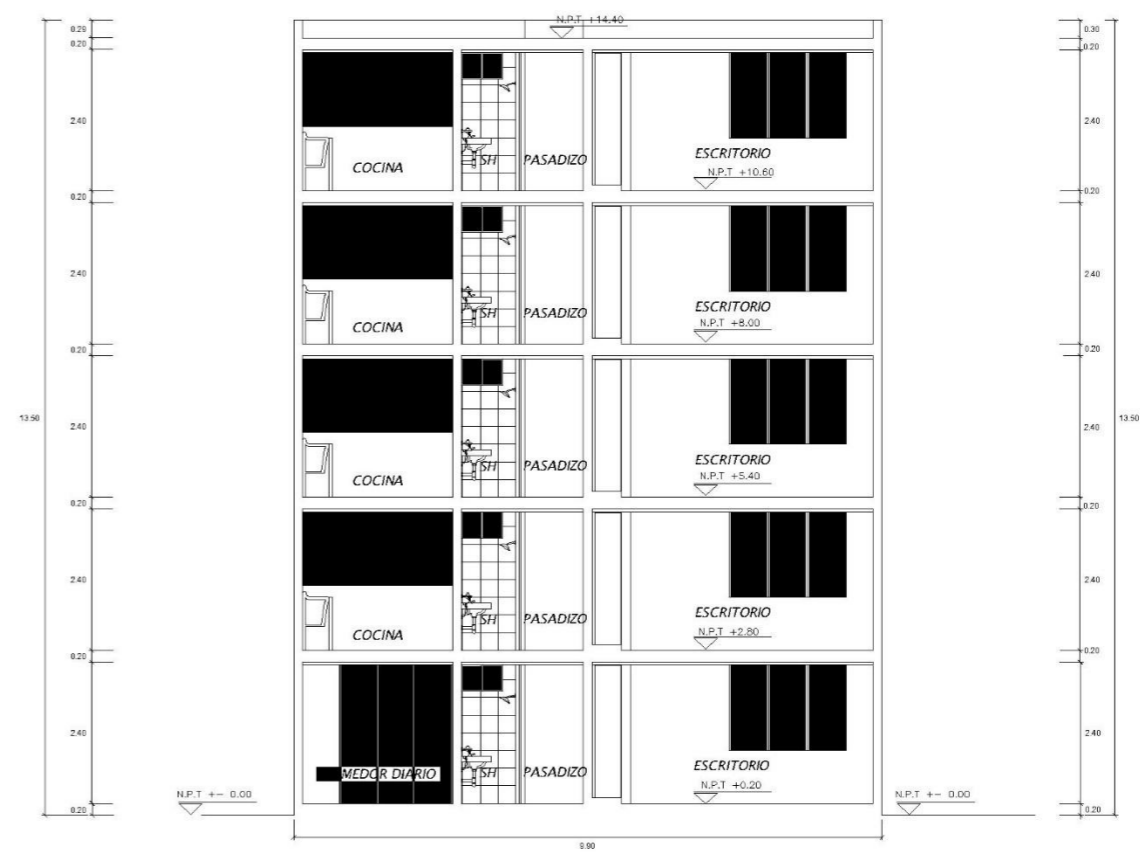 N.P.T +14.40
0.29
0.30
0.20
0.20
2.40
2.40
COCINA
SH
PASADIZO
ESCRITORIO
N.P.T +10.60
0.20
0.20
2.40
2.40
COCINA
SH
PASADIZO
ESCRITORIO
N.P.T +8.00
0.20
0.20
13.50
2.40
2.40
13.50
COCINA
SH
PASADIZO
ESCRITORIO
N.P.T +5.40
0.20
0.20
2.40
2.40
COCINA
SH
PASADIZO
ESCRITORIO
N.P.T +2.80
0.20
0.20
2.40
2.40
MEDOR DIARIO
SH
PASADIZO
ESCRITORIO
N.P.T +0.20
N.P.T +- 0.00
N.P.T +- 0.00
0.20
0.20
9.90